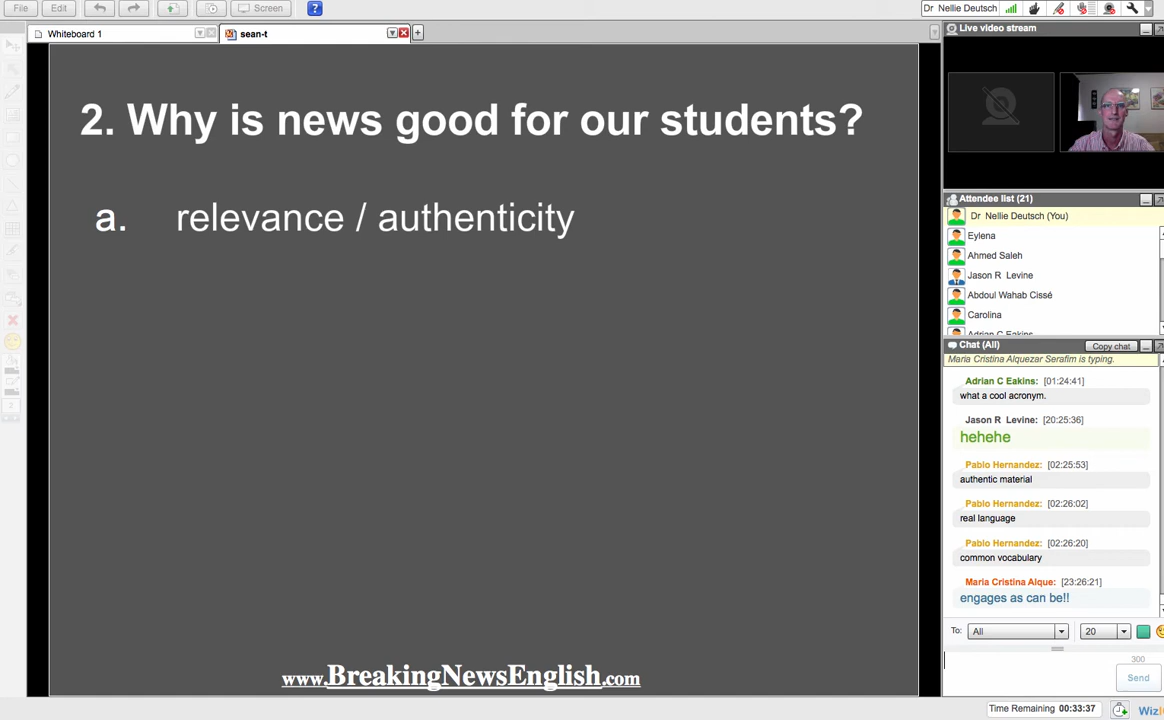 File
Edit
Screen
?
Dr Nellie Deutsch
Whiteboard 1
sean-t
Live video stream
2. Why is news good for our students?
a. relevance / authenticity
www.BreakingNewsEnglish.com
Attendee list (21)
Dr Nellie Deutsch (You)
Eylena
Ahmed Saleh
Jason R Levine
Abdoul Wahab Cissé
Carolina
Adrian C Eakins
Chat (All)
Copy chat
Maria Cristina Alquezar Serafim is typing.
Adrian C Eakins: [01:24:41]
what a cool acronym.
Jason R Levine: [20:25:36]
hehehe
Pablo Hernandez: [02:25:53]
authentic material
Pablo Hernandez: [02:26:02]
real language
Pablo Hernandez: [02:26:20]
common vocabulary
Maria Cristina Alque: [23:26:21]
engages as can be!!
To: All 20
300
Send
Time Remaining 00:33:37
WizI